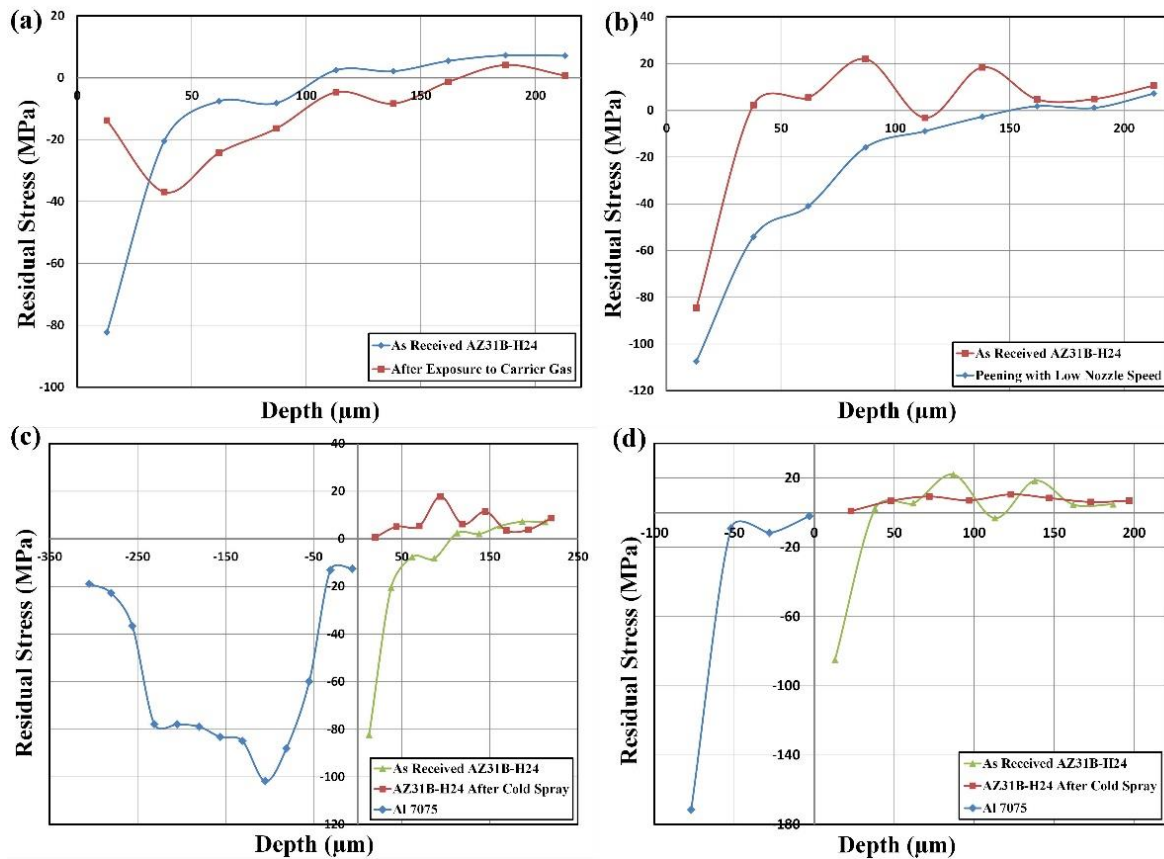 (a)
20
0
-20
-40
-60
-80
-100
0
50
100
150
200
Residual Stress (MPa)
Depth (µm)
As Received AZ31B-H24
After Exposure to Carrier Gas
(b)
40
20
0
-20
-40
-60
-80
-100
-120
0
50
100
150
200
Residual Stress (MPa)
Depth (µm)
As Received AZ31B-H24
Peening with Low Nozzle Speed
(c)
40
20
0
-20
-40
-60
-80
-100
120
-350
-250
-150
-50
50
150
250
Residual Stress (MPa)
Depth (µm)
As Received AZ31B-H24
AZ31B-H24 After Cold Spray
Al 7075
(d)
20
-20
-60
-100
-140
-180
-100
-50
0
50
100
150
200
Residual Stress (MPa)
Depth (µm)
As Received AZ31B-H24
AZ31B-H24 After Cold Spray
Al 7075